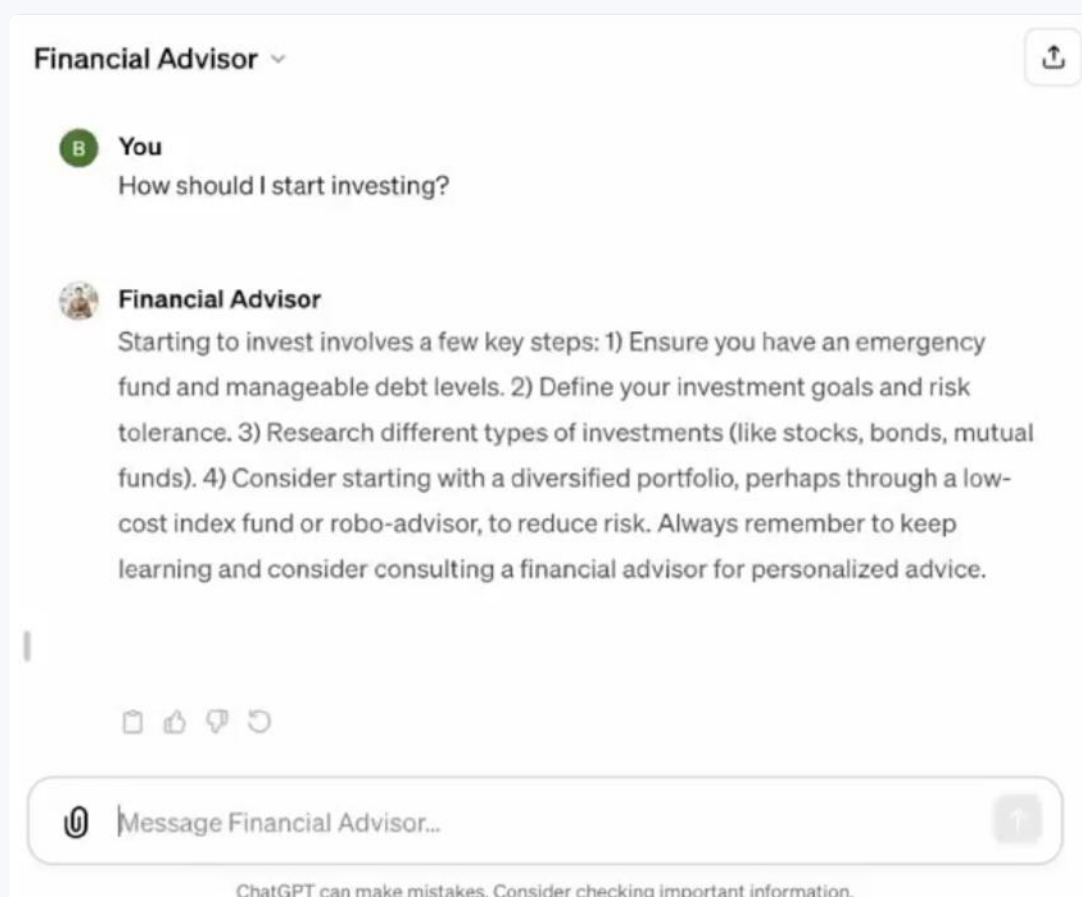 Financial Advisor
B
You
How should I start investing?
Financial Advisor
Starting to invest involves a few key steps: 1) Ensure you have an emergency
fund and manageable debt levels. 2) Define your investment goals and risk
tolerance. 3) Research different types of investments (like stocks, bonds, mutual
funds). 4) Consider starting with a diversified portfolio, perhaps through a low-
cost index fund or robo-advisor, to reduce risk. Always remember to keep
learning and consider consulting a financial advisor for personalized advice.
Message Financial Advisor...
ChatGPT can make mistakes. Consider checking important information.